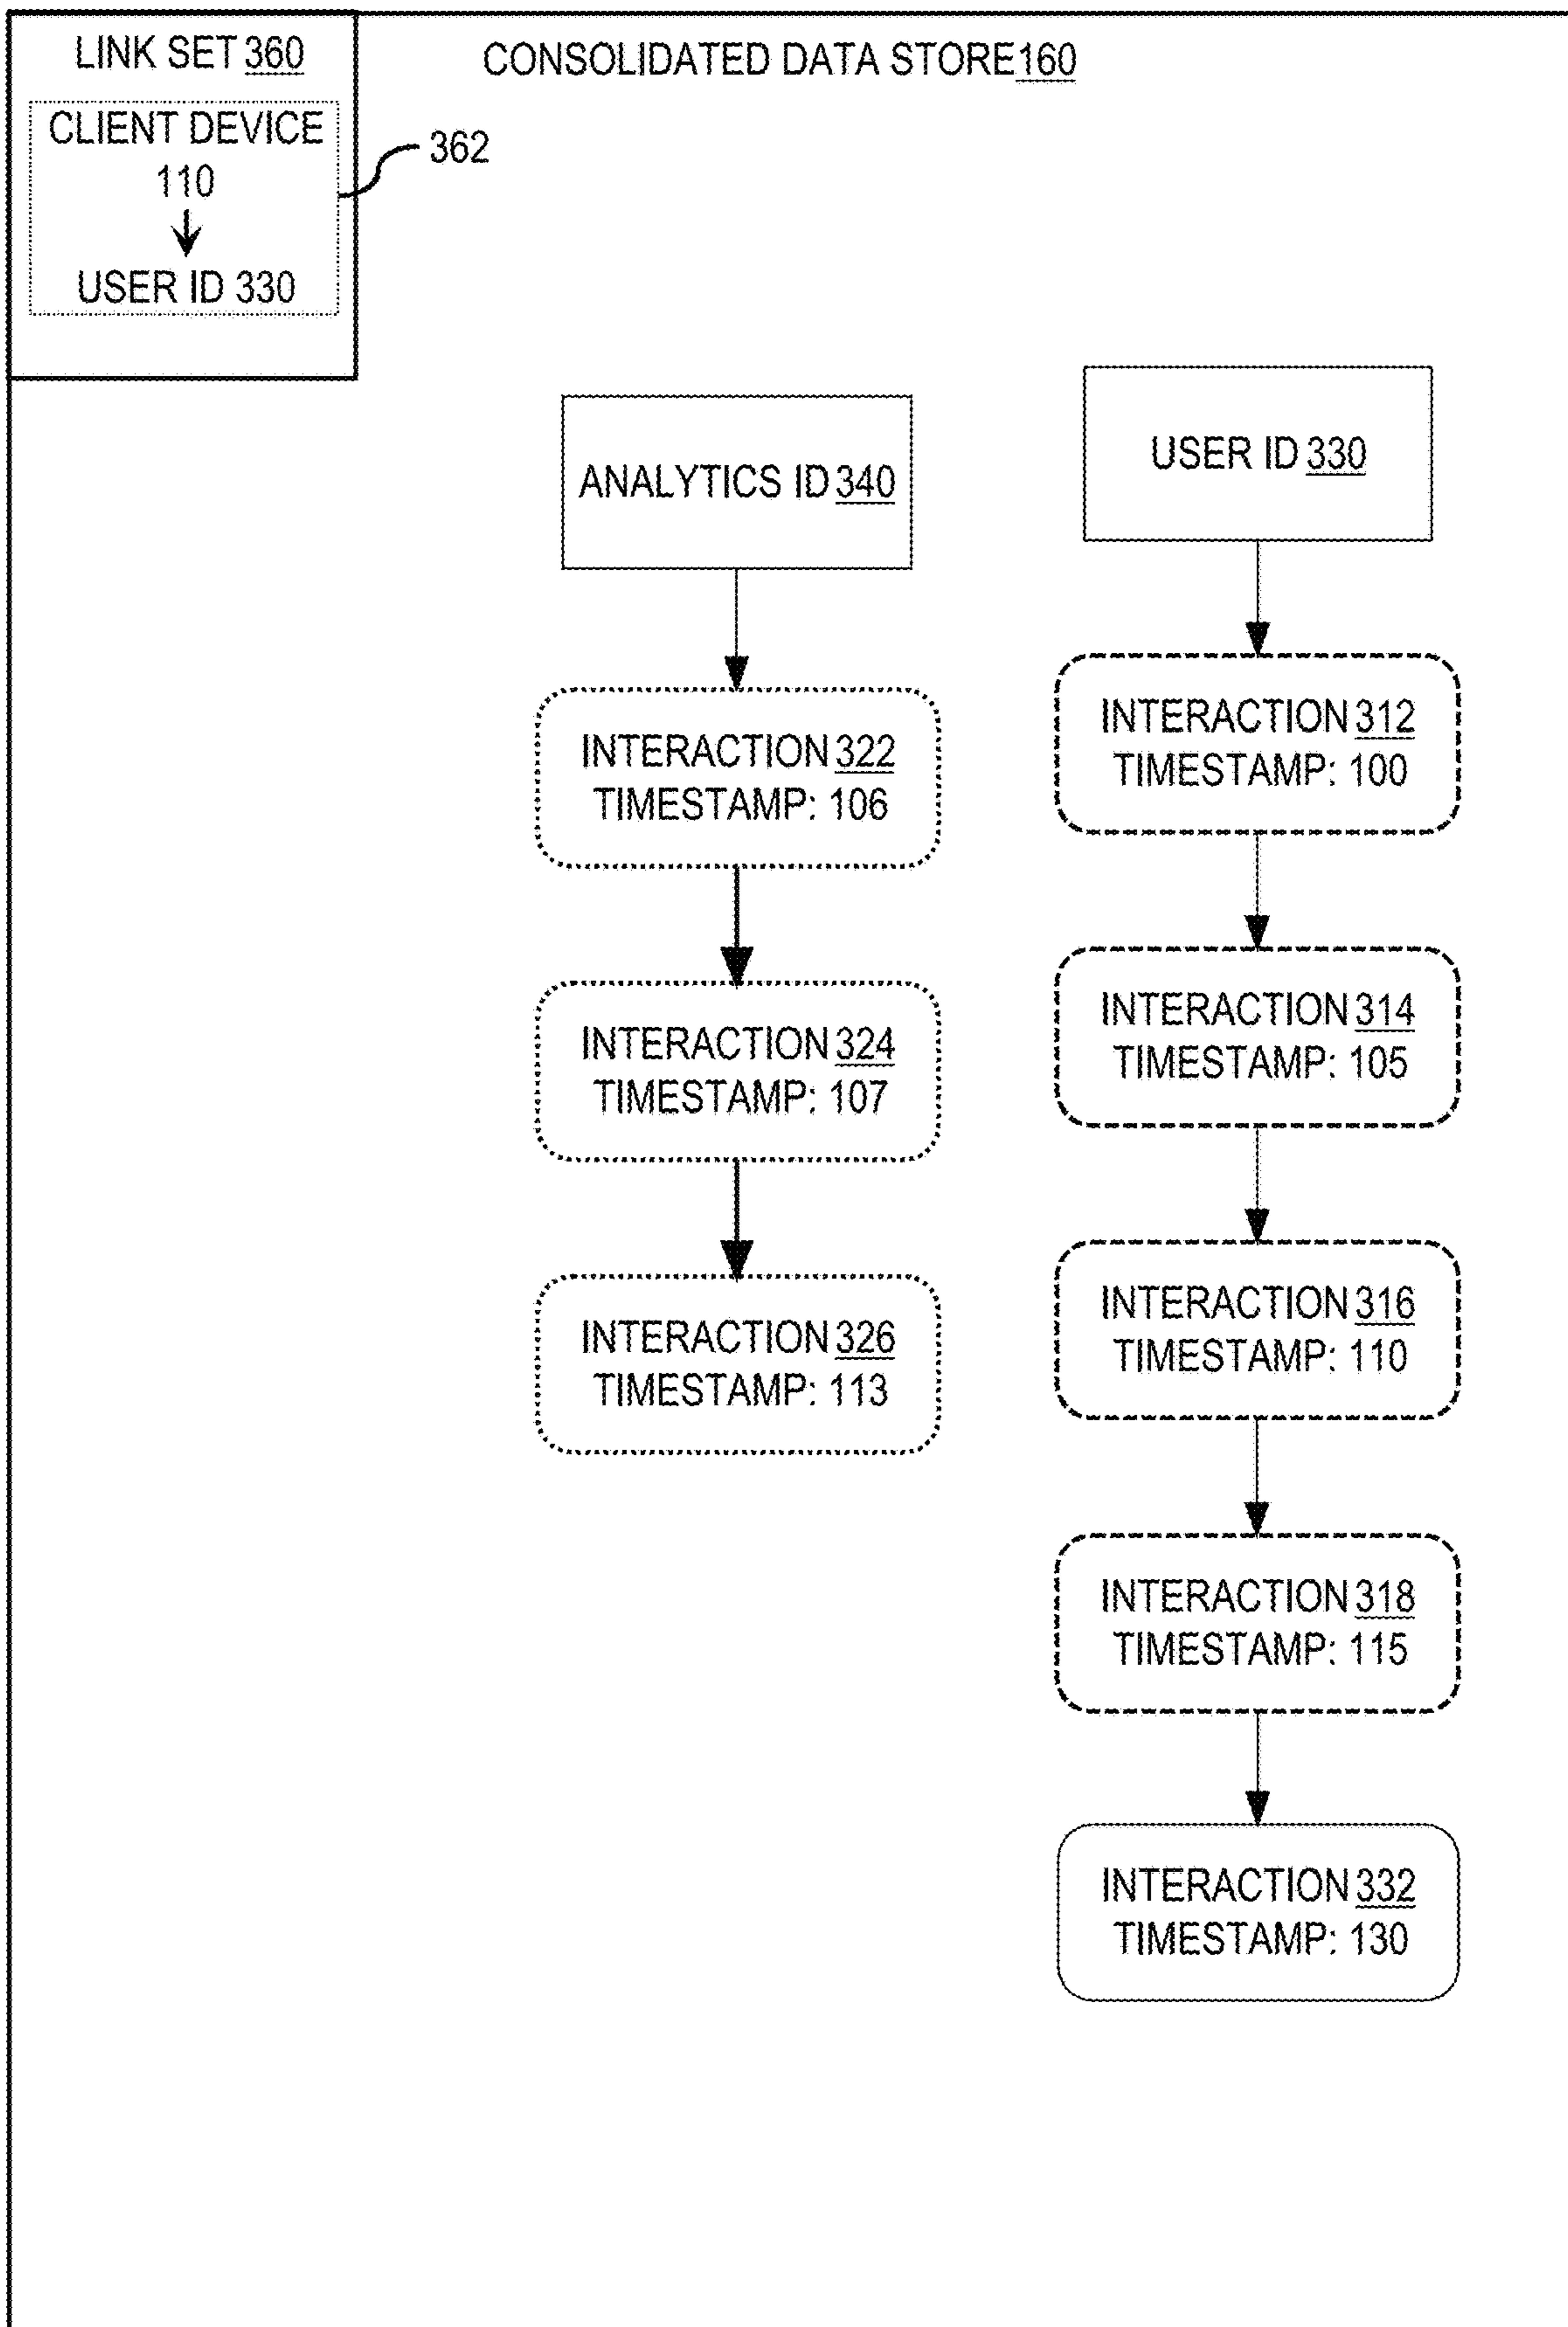 LINK SET 360
CONSOLIDATED DATA STORE 160
CLIENT DEVICE
110
USER ID 330
362
ANALYTICS ID 340
INTERACTION 322
TIMESTAMP: 106
INTERACTION 324
TIMESTAMP: 107
INTERACTION 326
TIMESTAMP: 113
USER ID 330
INTERACTION 312
TIMESTAMP: 100
INTERACTION 314
TIMESTAMP: 105
INTERACTION 316
TIMESTAMP: 110
INTERACTION 318
TIMESTAMP: 115
INTERACTION 332
TIMESTAMP: 130